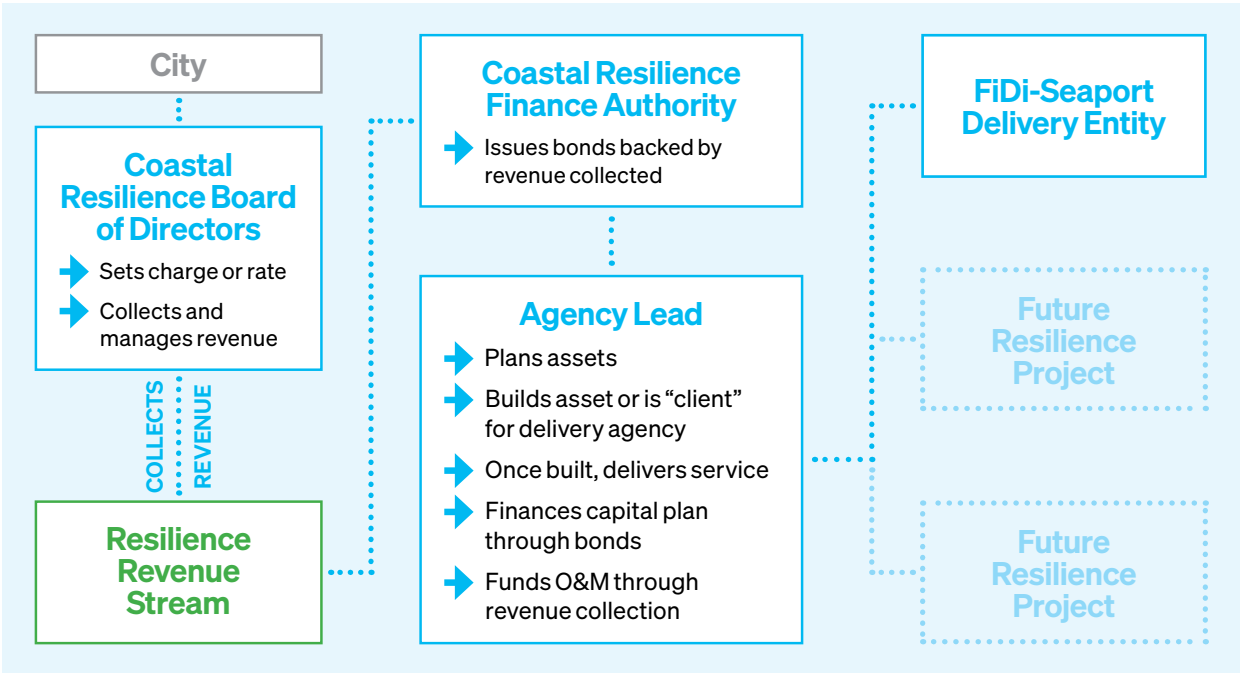 City
Coastal
Resilience Board
of Directors
Sets charge or rate
Collects and
manages revenue
COLLECTS
REVENUE
Resilience
Revenue
Stream
Coastal Resilience
Finance Authority
Issues bonds backed by
revenue collected
Agency Lead
Plans assets
Builds asset or is “client”
for delivery agency
Once built, delivers service
Finances capital plan
through bonds
Funds O&M through
revenue collection
FiDi-Seaport
Delivery Entity
Future
Resilience
Project
Future
Resilience
Project